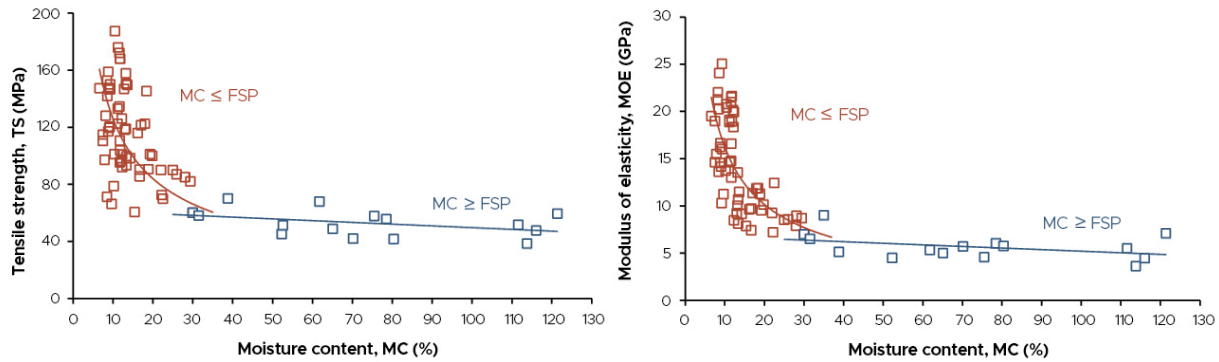 Tensile strength, TS (MPa)
200
160
120
80
40
0
MC ≤ FSP
MC ≥ FSP
0 10 20 30 40 50 60 70 80 90 100 110 120 130
Moisture content, MC (%)
Modulus of elasticity, MOE (GPa)
30
25
20
15
10
5
0
MC ≤ FSP
MC ≥ FSP
0 10 20 30 40 50 60 70 80 90 100 110 120 130
Moisture content, MC (%)